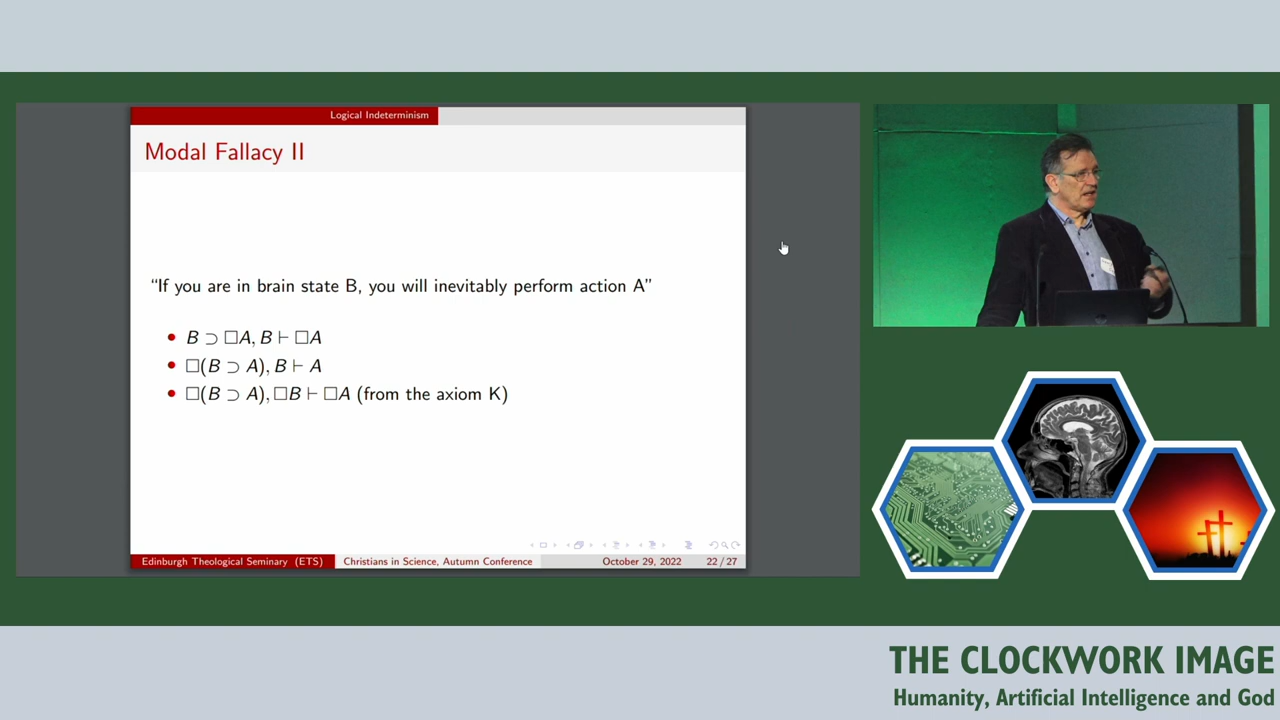 Logical Indeterminism
Modal Fallacy II
“If you are in brain state B, you will inevitably perform action A”
• B ⊃ □A, B ⊢ □A
• □(B ⊃ A), B ⊢ A
• □(B ⊃ A), □B ⊢ □A (from the axiom K)
Edinburgh Theological Seminary (ETS) Christians in Science, Autumn Conference October 29, 2022 22 / 27
THE CLOCKWORK IMAGE
Humanity, Artificial Intelligence and God